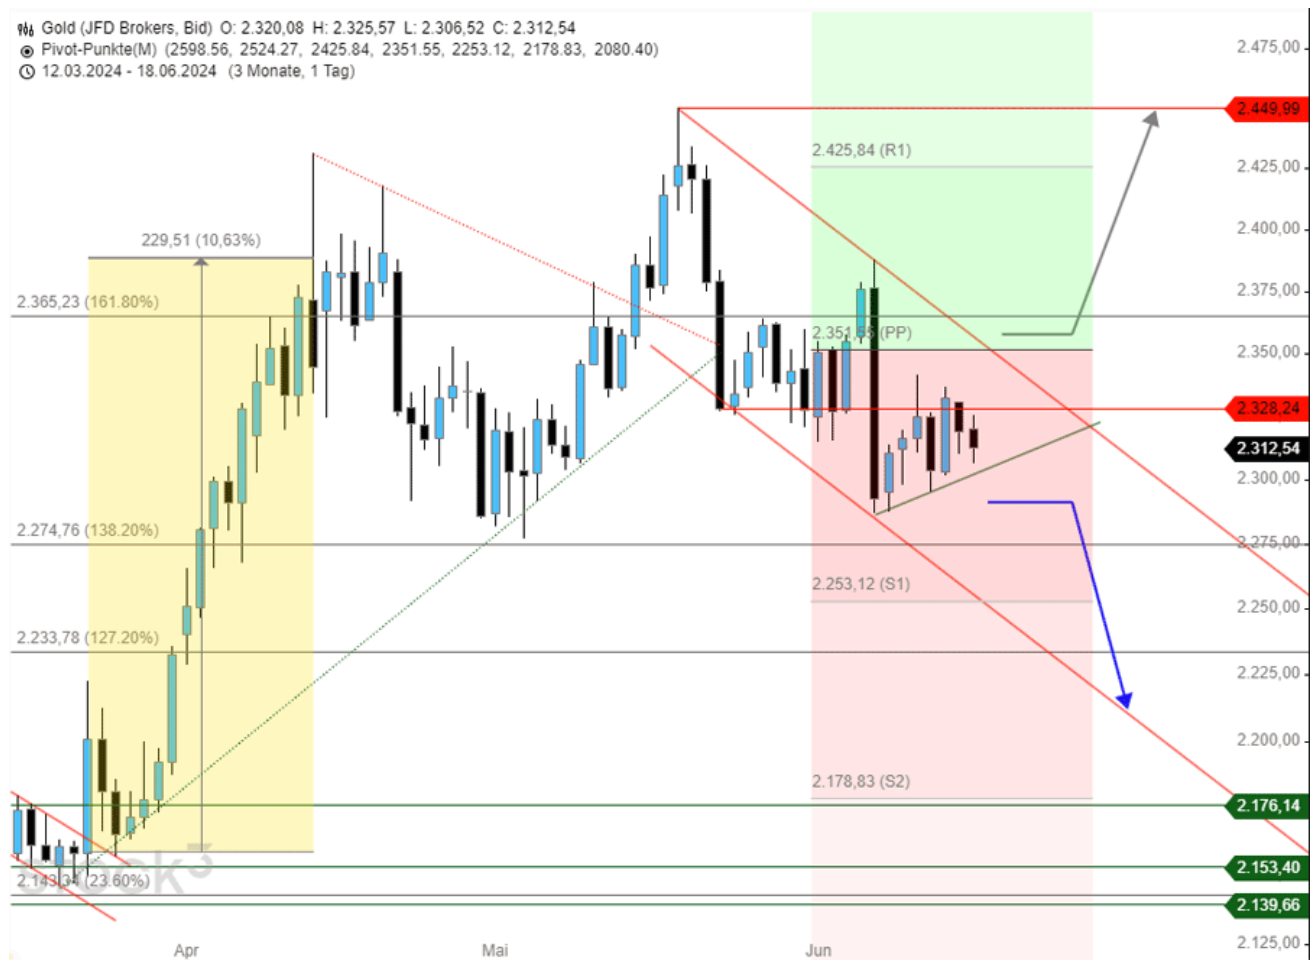 Gold (JFD Brokers, Bid) O: 2.320,08 H: 2.325,57 L: 2.306,52 C: 2.312,54
Pivot-Punkte(M) (2598.56, 2524.27, 2425.84, 2351.55, 2253.12, 2178.83, 2080.40)
12.03.2024 - 18.06.2024 (3 Monate, 1 Tag)
2.475,00
2.449,99
2.425,84 (R1)
2.425,00
229,51 (10,63%)
2.400,00
2.375,00
2.365,23 (161.80%)
2.351,55 (PP)
2.350,00
2.328,24
2.312,54
2.300,00
2.274,76 (138.20%)
2.275,00
2.253,12 (S1)
2.250,00
2.233,78 (127.20%)
2.225,00
2.200,00
2.178,83 (S2)
2.176,14
stock3
2.153,40
2.143,34 (23.60%)
2.139,66
2.125,00
Apr Mai Jun